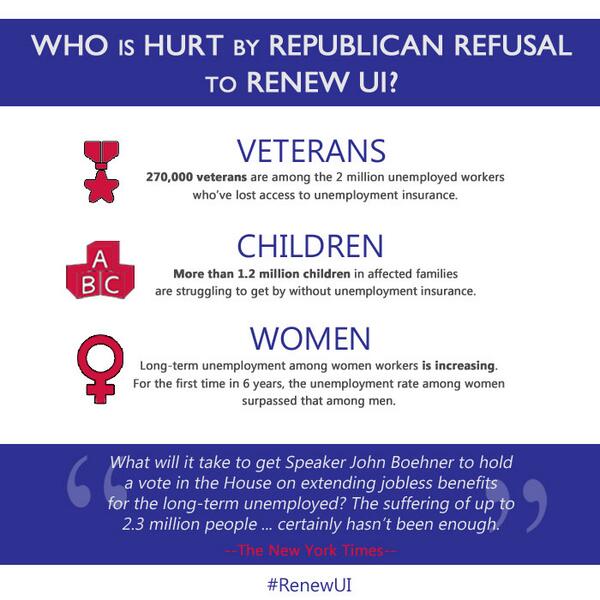 WHO IS HURT BY REPUBLICAN REFUSAL
TO RENEW UI?
VETERANS
270,000 veterans are among the 2 million unemployed workers
who've lost access to unemployment insurance.
A
B C
CHILDREN
More than 1.2 million children in affected families
are struggling to get by without unemployment insurance.
WOMEN
Long-term unemployment among women workers is increasing.
For the first time in 6 years, the unemployment rate among women
surpassed that among men.
“What will it take to get Speaker John Boehner to hold
a vote in the House on extending jobless benefits
for the long-term unemployed? The suffering of up to
2.3 million people ... certainly hasn't been enough.”
--The New York Times--
#RenewUI